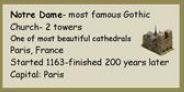 Notre Dame- most famous Gothic
Church- 2 towers
One of most beautiful cathedrals
Paris, France
Started 1163-finished 200 years later
Capital: Paris